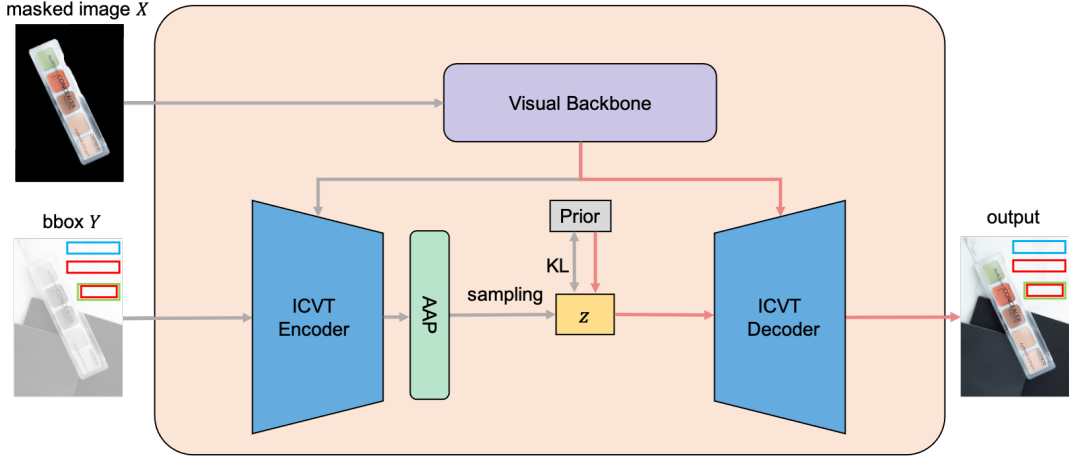 masked image X
Visual Backbone
bbox Y
Prior
output
KL
ICVT
Encoder
AAP
sampling
z
ICVT
Decoder